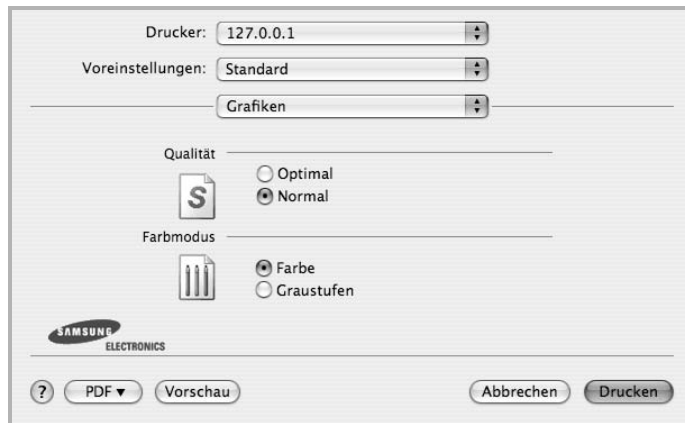 Drucker: 127.0.0.1
Voreinstellungen: Standard
Grafiken
Qualität
Optimal
S
Normal
Farbmodus
Farbe
Graustufen
SAMSUNG
ELECTRONICS
? PDF ▼ Vorschau Abbrechen Drucken